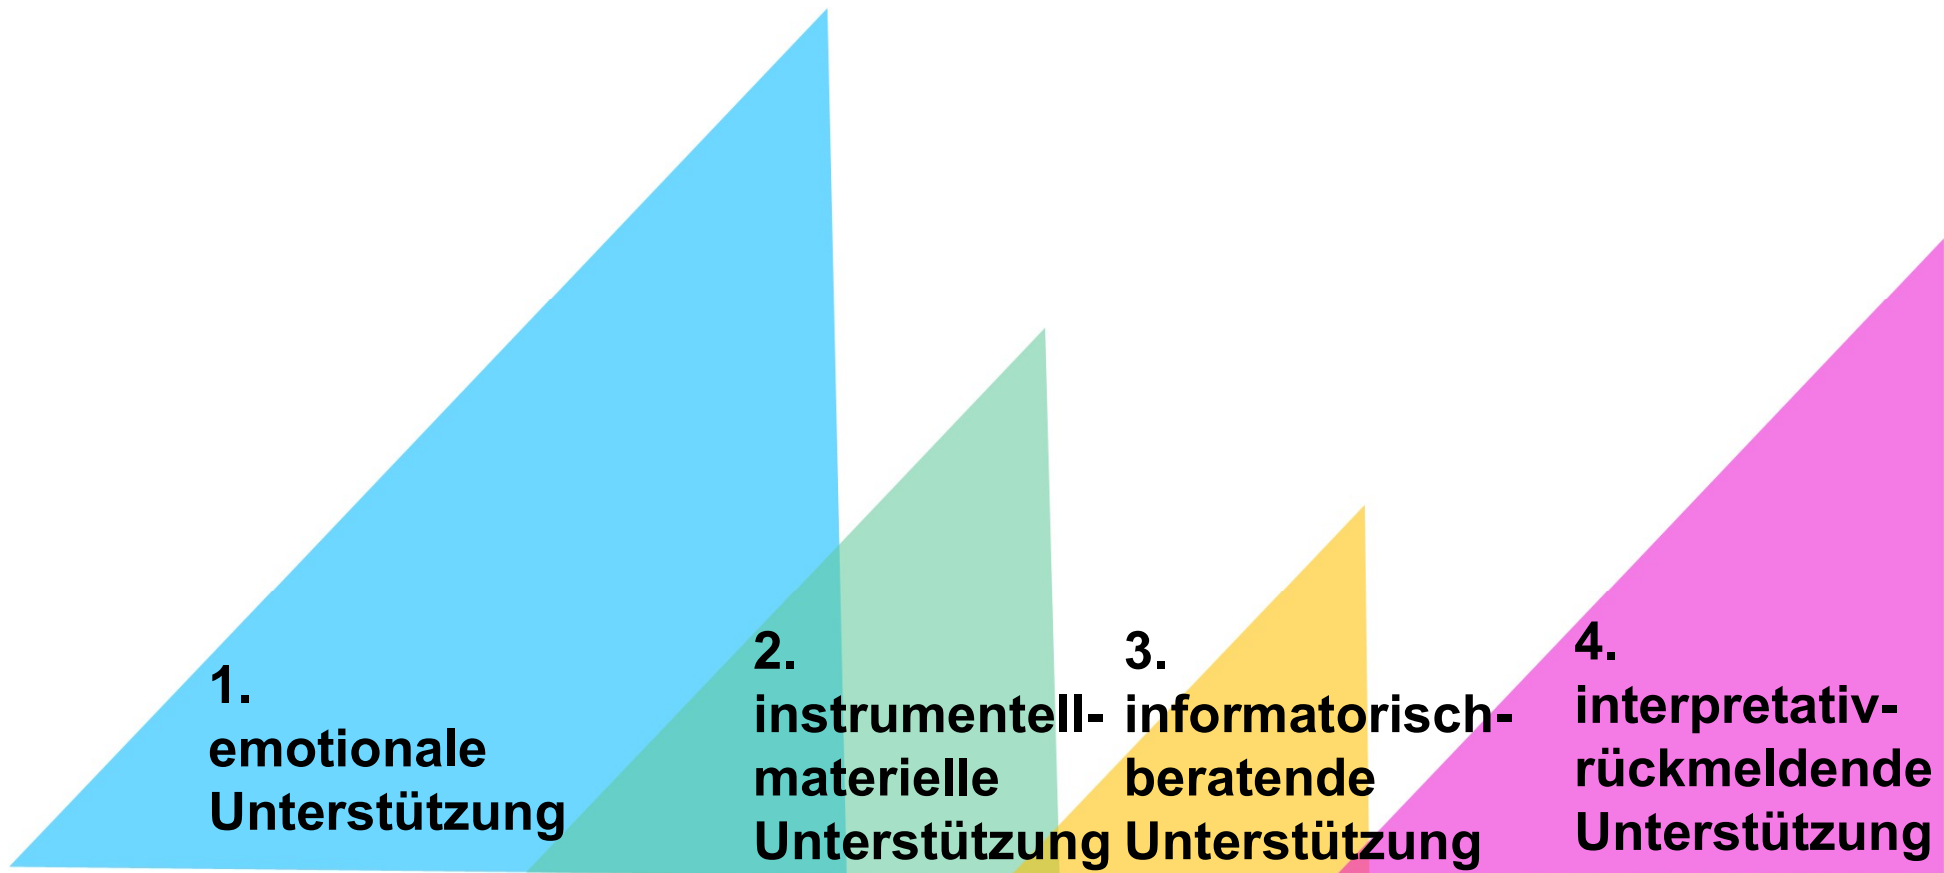 1.
emotionale
Unterstützung
2.
instrumentell-
materielle
Unterstützung
3.
informatorisch-
beratende
Unterstützung
4.
interpretativ-
rückmeldende
Unterstützung